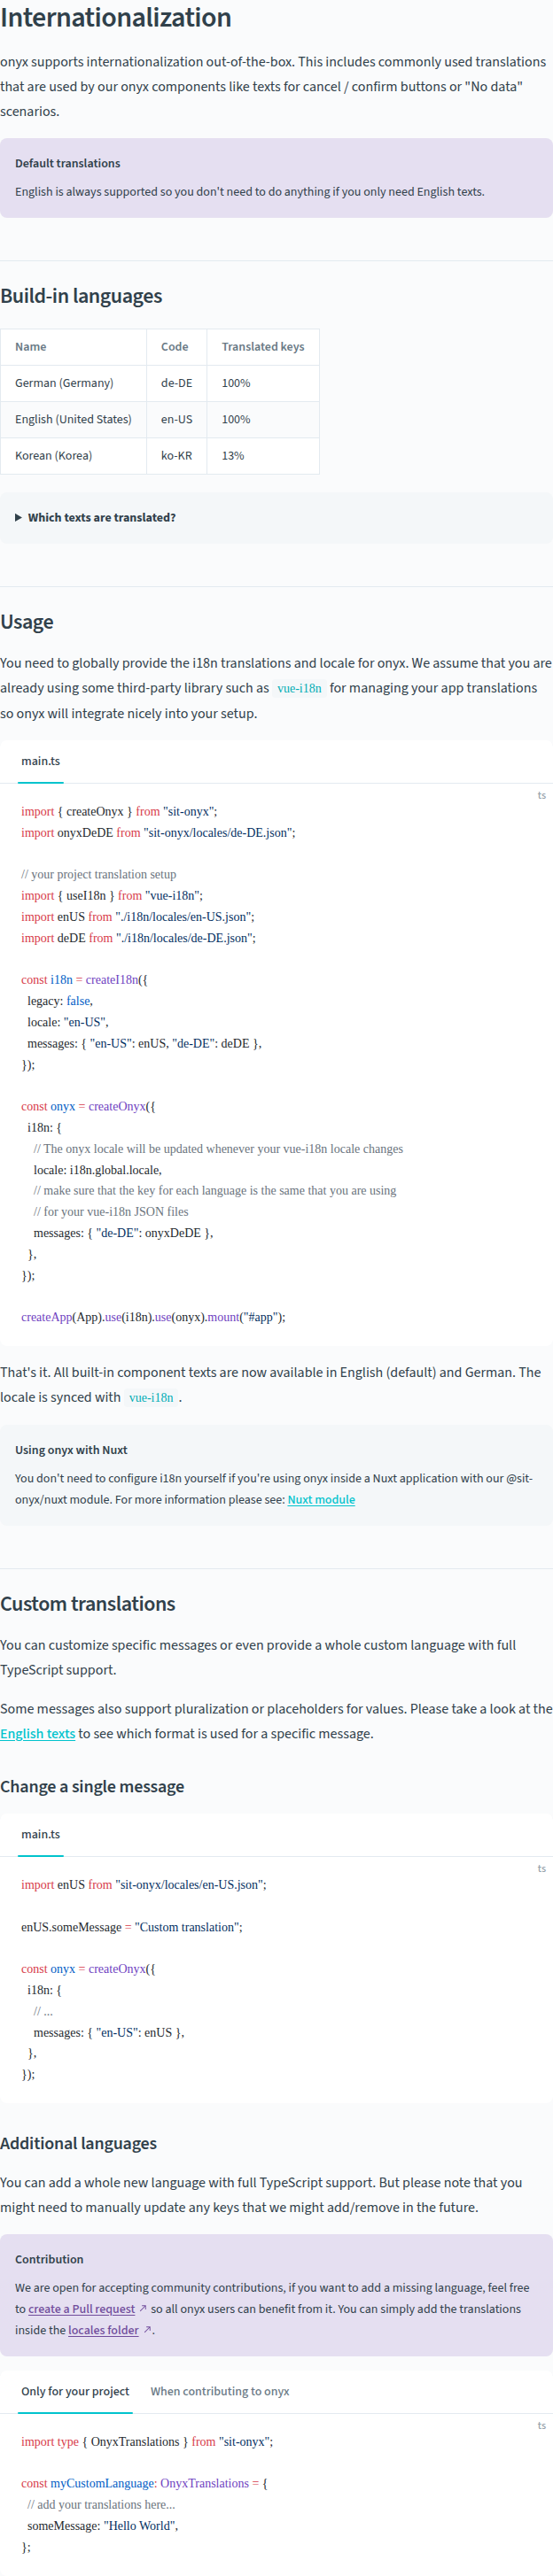 Internationalization
onyx supports internationalization out-of-the-box. This includes commonly used translations
that are used by our onyx components like texts for cancel / confirm buttons or "No data"
scenarios.
Default translations
English is always supported so you don't need to do anything if you only need English texts.
Build-in languages
Name Code Translated keys
German (Germany) de-DE 100%
English (United States) en-US 100%
Korean (Korea) ko-KR 13%
▶ Which texts are translated?
Usage
You need to globally provide the i18n translations and locale for onyx. We assume that you are
already using some third-party library such as vue-i18n for managing your app translations
so onyx will integrate nicely into your setup.
main.ts
ts
import { createOnyx } from "sit-onyx";
import onyxDeDE from "sit-onyx/locales/de-DE.json";
// your project translation setup
import { useI18n } from "vue-i18n";
import enUS from "./i18n/locales/en-US.json";
import deDE from "./i18n/locales/de-DE.json";
const i18n = createI18n({
legacy: false,
locale: "en-US",
messages: { "en-US": enUS, "de-DE": deDE },
});
const onyx = createOnyx({
i18n: {
// The onyx locale will be updated whenever your vue-i18n locale changes
locale: i18n.global.locale,
// make sure that the key for each language is the same that you are using
// for your vue-i18n JSON files
messages: { "de-DE": onyxDeDE },
},
});
createApp(App).use(i18n).use(onyx).mount("#app");
That's it. All built-in component texts are now available in English (default) and German. The
locale is synced with vue-i18n .
Using onyx with Nuxt
You don't need to configure i18n yourself if you're using onyx inside a Nuxt application with our @sit-
onyx/nuxt module. For more information please see: Nuxt module
Custom translations
You can customize specific messages or even provide a whole custom language with full
TypeScript support.
Some messages also support pluralization or placeholders for values. Please take a look at the
English texts to see which format is used for a specific message.
Change a single message
main.ts
ts
import enUS from "sit-onyx/locales/en-US.json";
enUS.someMessage = "Custom translation";
const onyx = createOnyx({
i18n: {
// ...
messages: { "en-US": enUS },
},
});
Additional languages
You can add a whole new language with full TypeScript support. But please note that you
might need to manually update any keys that we might add/remove in the future.
Contribution
We are open for accepting community contributions, if you want to add a missing language, feel free
to create a Pull request ↗ so all onyx users can benefit from it. You can simply add the translations
inside the locales folder ↗.
Only for your project When contributing to onyx
ts
import type { OnyxTranslations } from "sit-onyx";
const myCustomLanguage: OnyxTranslations = {
// add your translations here...
someMessage: "Hello World",
};